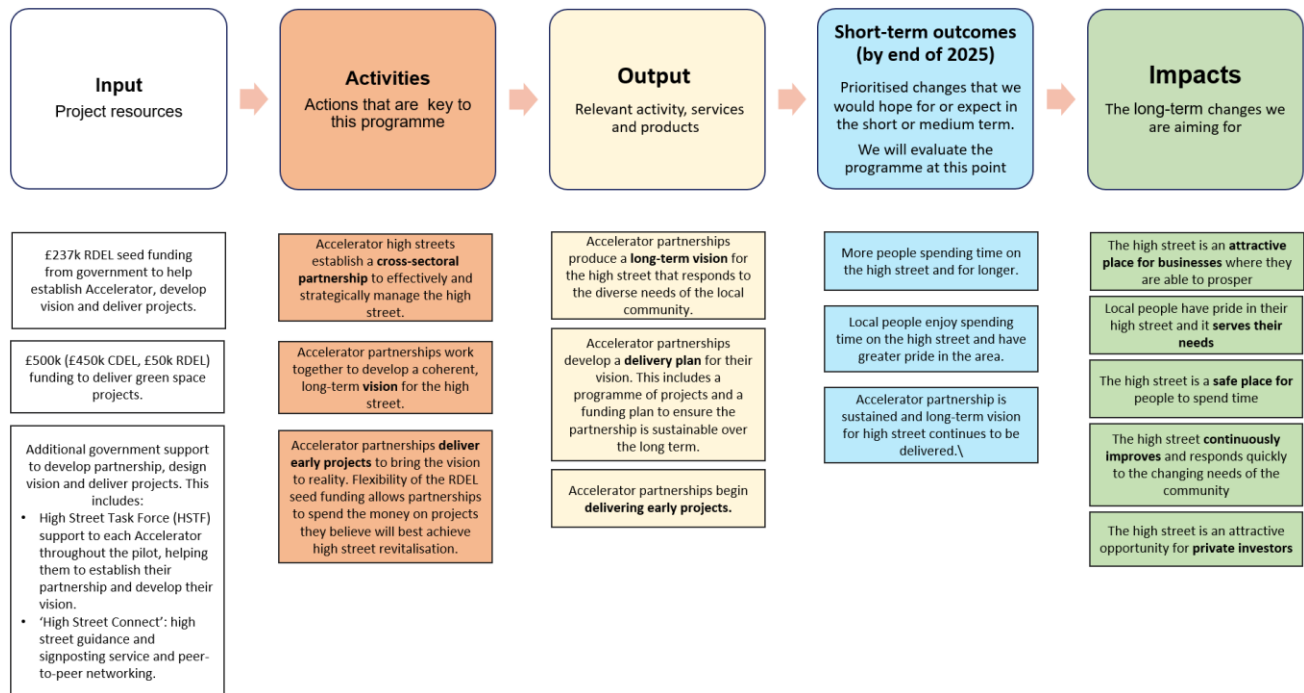 Input
Project resources
Activities
Actions that are key to
this programme
Output
Relevant activity, services
and products
Short-term outcomes
(by end of 2025)
Prioritised changes that we
would hope for or expect in
the short or medium term.
We will evaluate the
programme at this point
Impacts
The long-term changes we
are aiming for
£237k RDEL seed funding
from government to help
establish Accelerator, develop
vision and deliver projects.
£500k (£450k CDEL, £50k RDEL)
funding to deliver green space
projects.
Additional government support
to develop partnership, design
vision and deliver projects. This
includes:
• High Street Task Force (HSTF)
support to each Accelerator
throughout the pilot, helping
them to establish their
partnership and develop their
vision.
• ‘High Street Connect’: high
street guidance and
signposting service and peer-
to-peer networking.
Accelerator high streets
establish a cross-sectoral
partnership to effectively and
strategically manage the high
street.
Accelerator partnerships work
together to develop a coherent,
long-term vision for the high
street.
Accelerator partnerships deliver
early projects to bring the vision
to reality. Flexibility of the RDEL
seed funding allows partnerships
to spend the money on projects
they believe will best achieve
high street revitalisation.
Accelerator partnerships
produce a long-term vision for
the high street that responds to
the diverse needs of the local
community.
Accelerator partnerships
develop a delivery plan for their
vision. This includes a
programme of projects and a
funding plan to ensure the
partnership is sustainable over
the long term.
Accelerator partnerships begin
delivering early projects.
More people spending time on
the high street and for longer.
Local people enjoy spending
time on the high street and have
greater pride in the area.
Accelerator partnership is
sustained and long-term vision
for high street continues to be
delivered.\
The high street is an attractive
place for businesses where they
are able to prosper
Local people have pride in their
high street and it serves their
needs
The high street is a safe place for
people to spend time
The high street continuously
improves and responds quickly
to the changing needs of the
community
The high street is an attractive
opportunity for private investors